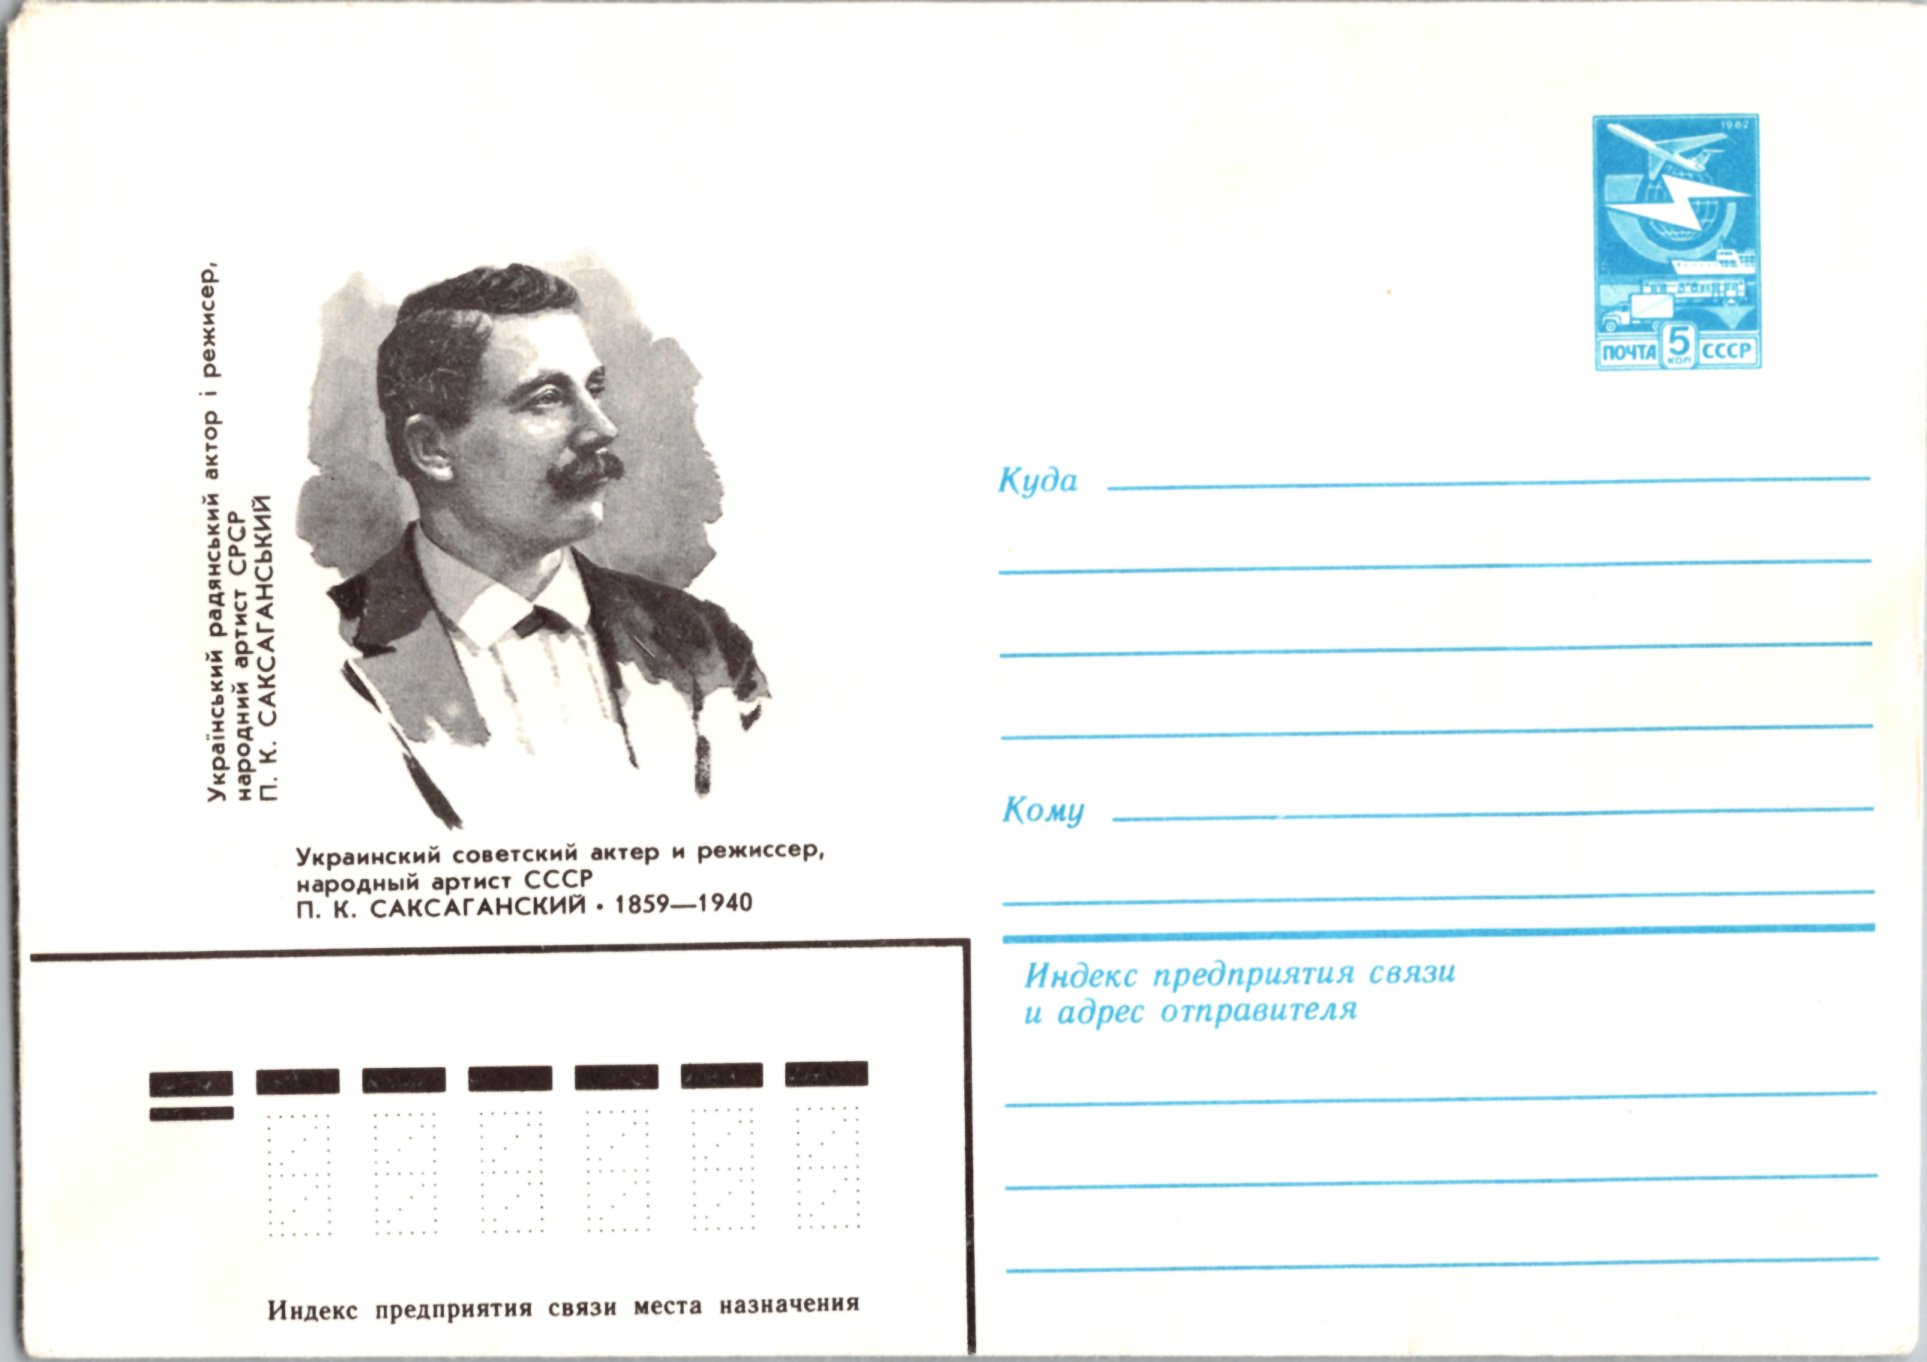 Український радянський актор і режисер,
народний артист СРСР
П. К. САКСАГАНСЬКИЙ
Украинский советский актер и режиссер,
народный артист СССР
П. К. САКСАГАНСКИЙ • 1859—1940
1982
ПОЧТА 5 КОП СССР
Куда
Кому
Индекс предприятия связи
и адрес отправителя
Индекс предприятия связи места назначения